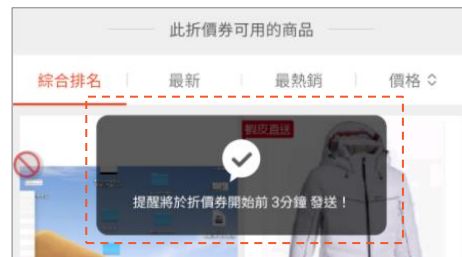 此折價券可用的商品
綜合排名
最新
最熱銷
價格
蝦皮直送
提醒將於折價券開始前 3分鐘 發送！